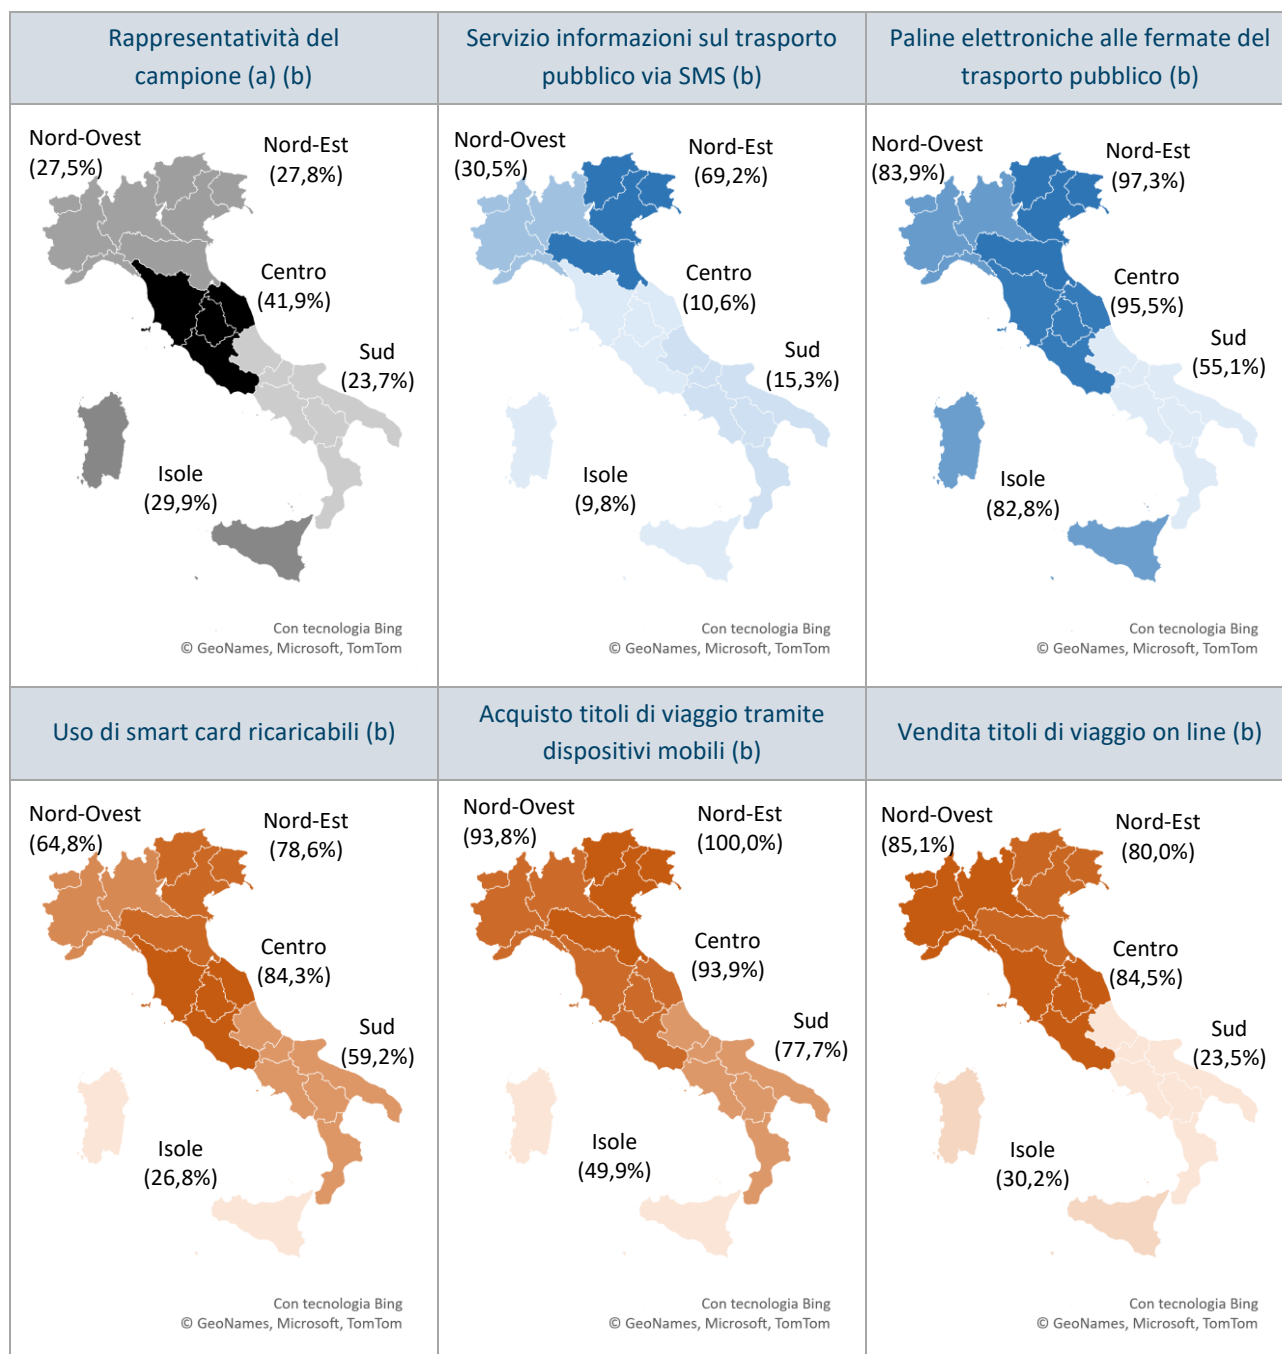 Rappresentatività del
campione (a) (b)
Servizio informazioni sul trasporto
pubblico via SMS (b)
Paline elettroniche alle fermate del
trasporto pubblico (b)
Nord-Ovest
(27,5%)
Nord-Est
(27,8%)
Centro
(41,9%)
Sud
(23,7%)
Isole
(29,9%)
Con tecnologia Bing
© GeoNames, Microsoft, TomTom
Nord-Ovest
(30,5%)
Nord-Est
(69,2%)
Centro
(10,6%)
Sud
(15,3%)
Isole
(9,8%)
Con tecnologia Bing
© GeoNames, Microsoft, TomTom
Nord-Ovest
(83,9%)
Nord-Est
(97,3%)
Centro
(95,5%)
Sud
(55,1%)
Isole
(82,8%)
Con tecnologia Bing
© GeoNames, Microsoft, TomTom
Uso di smart card ricaricabili (b)
Acquisto titoli di viaggio tramite
dispositivi mobili (b)
Vendita titoli di viaggio on line (b)
Nord-Ovest
(64,8%)
Nord-Est
(78,6%)
Centro
(84,3%)
Sud
(59,2%)
Isole
(26,8%)
Con tecnologia Bing
© GeoNames, Microsoft, TomTom
Nord-Ovest
(93,8%)
Nord-Est
(100,0%)
Centro
(93,9%)
Sud
(77,7%)
Isole
(49,9%)
Con tecnologia Bing
© GeoNames, Microsoft, TomTom
Nord-Ovest
(85,1%)
Nord-Est
(80,0%)
Centro
(84,5%)
Sud
(23,5%)
Isole
(30,2%)
Con tecnologia Bing
© GeoNames, Microsoft, TomTom